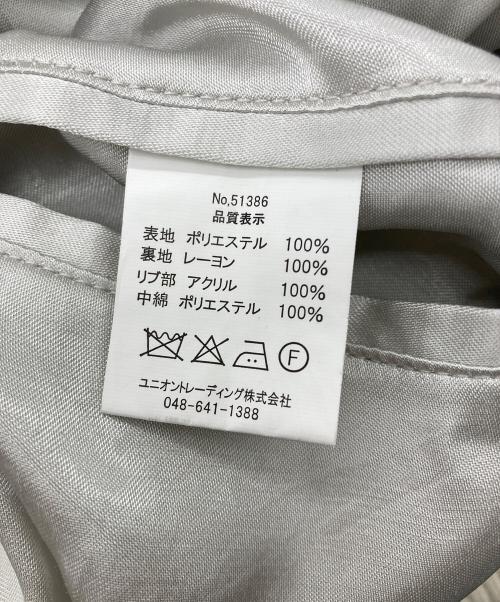 No,51386
品質表示
表地 ポリエステル 100%
裏地 レーヨン 100%
リブ部 アクリル 100%
中綿 ポリエステル 100%
F
ユニオントレーディング株式会社
048-641-1388